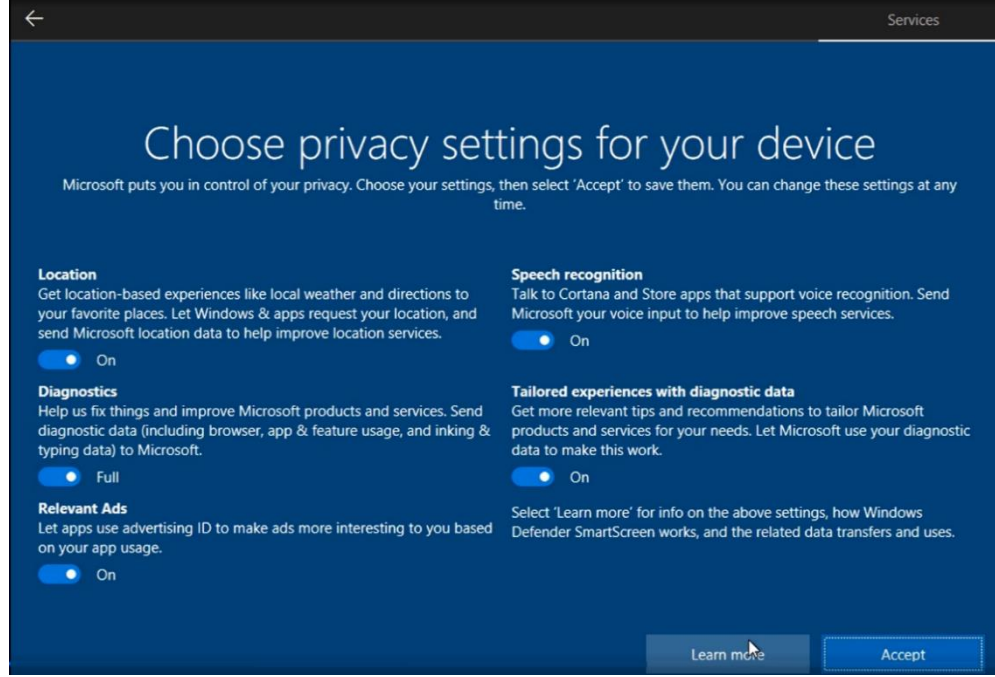 Services
Choose privacy settings for your device
Microsoft puts you in control of your privacy. Choose your settings, then select ‘Accept’ to save them. You can change these settings at any
time.
Location
Get location-based experiences like local weather and directions to
your favorite places. Let Windows & apps request your location, and
send Microsoft location data to help improve location services.
On
Diagnostics
Help us fix things and improve Microsoft products and services. Send
diagnostic data (including browser, app & feature usage, and inking &
typing data) to Microsoft.
Full
Relevant Ads
Let apps use advertising ID to make ads more interesting to you based
on your app usage.
On
Speech recognition
Talk to Cortana and Store apps that support voice recognition. Send
Microsoft your voice input to help improve speech services.
On
Tailored experiences with diagnostic data
Get more relevant tips and recommendations to tailor Microsoft
products and services for your needs. Let Microsoft use your diagnostic
data to make this work.
On
Select ‘Learn more’ for info on the above settings, how Windows
Defender SmartScreen works, and the related data transfers and uses.
Learn more
Accept